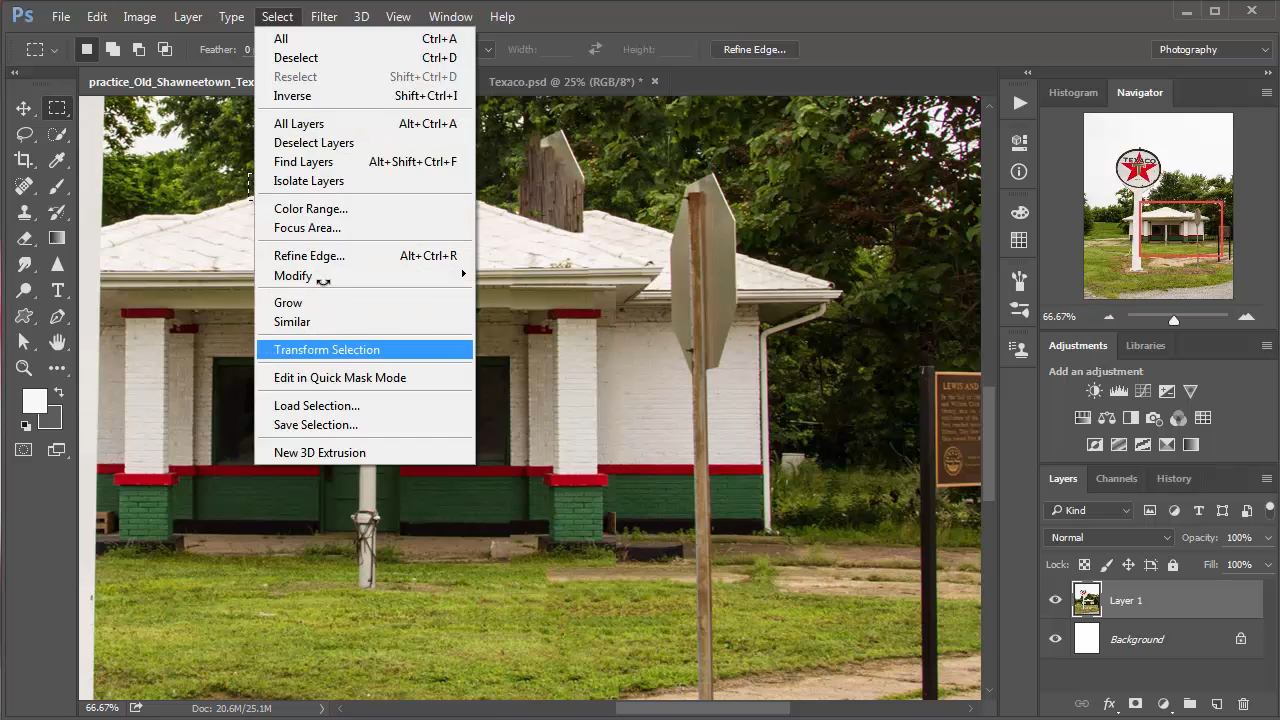 Ps File Edit Image Layer Type Select Filter 3D View Window Help
Feather: 0 Width: Height: Refine Edge... Photography
practice_Old_Shawneetown_Tex Texaco.psd @ 25% (RGB/8*) *
All Ctrl+A
Deselect Ctrl+D
Reselect Shift+Ctrl+D
Inverse Shift+Ctrl+I
All Layers Alt+Ctrl+A
Deselect Layers
Find Layers Alt+Shift+Ctrl+F
Isolate Layers
Color Range...
Focus Area...
Refine Edge... Alt+Ctrl+R
Modify
Grow
Similar
Transform Selection
Edit in Quick Mask Mode
Load Selection...
Save Selection...
New 3D Extrusion
LEWIS AND
Histogram Navigator
TEXACO
66.67%
Adjustments Libraries
Add an adjustment
Layers Channels History
Kind
Normal Opacity: 100%
Lock: Fill: 100%
Layer 1
Background
66.67% Doc: 20.6M/25.1M